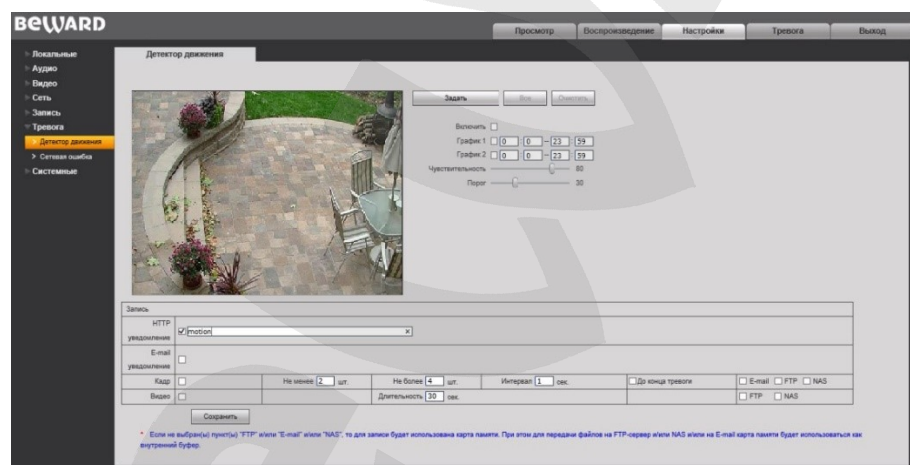 BEWARD
Просмотр Воспроизведение Настройки Тревога Выход
Локальные
Аудио
Видео
Сеть
Запись
Тревога
Детектор движения
Сетевая ошибка
Системные
Детектор движения
Задать Все Очистить
Включить
График 1 0 : 0 – 23 : 59
График 2 0 : 0 – 23 : 59
Чувствительность 80
Порог 30
Запись
HTTP уведомление motion x
E-mail уведомление
Кадр Не менее 2 шт. Не более 4 шт. Интервал 1 сек. До конца тревоги E-mail FTP NAS
Видео Длительность 30 сек. FTP NAS
Сохранить
* Если не выбран(ы) пункт(ы) "FTP" и/или "E-mail" и/или "NAS", то для записи будет использована карта памяти. При этом для передачи файлов на FTP-сервер и/или NAS и/или на E-mail карта памяти будет использоваться как
внутренний буфер.